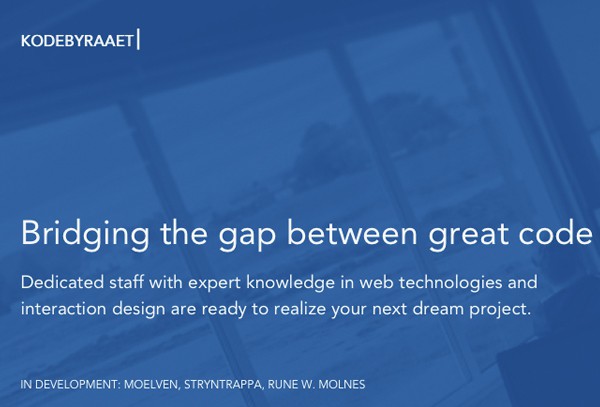 KODEBYRAAET|
Bridging the gap between great code
Dedicated staff with expert knowledge in web technologies and
interaction design are ready to realize your next dream project.
IN DEVELOPMENT: MOELVEN, STRYNTRAPPA, RUNE W. MOLNES